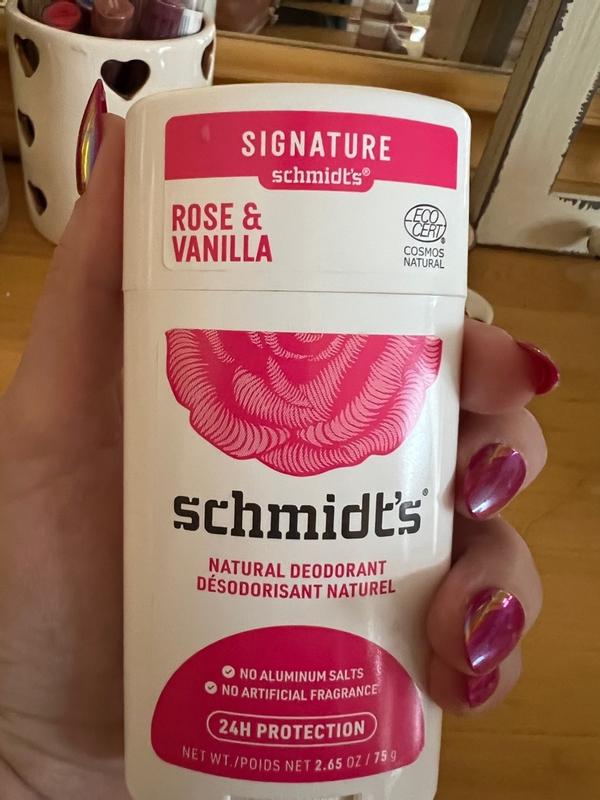 SIGNATURE
schmidt's®
ROSE &
VANILLA
ECO
CERT®
COSMOS
NATURAL
schmidt's®
NATURAL DEODORANT
DÉSODORISANT NATUREL
NO ALUMINUM SALTS
NO ARTIFICIAL FRAGRANCE
24H PROTECTION
NET WT./POIDS NET 2.65 OZ / 75 g